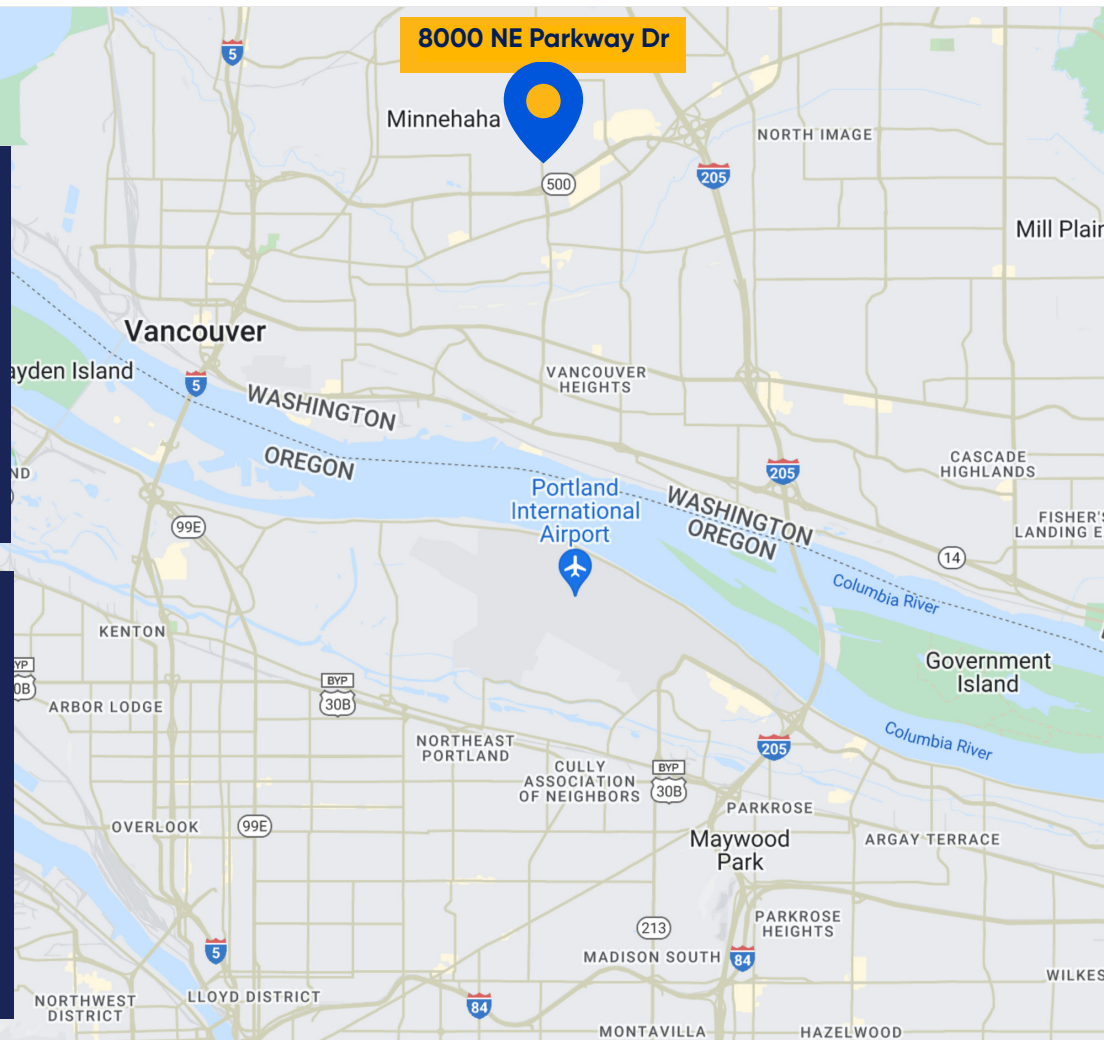 8000 NE Parkway Dr
5
Minnehaha
NORTH IMAGE
205
500
Mill Plain
Vancouver
ayden Island
VANCOUVER
HEIGHTS
5
WASHINGTON
OREGON
CASCADE
HIGHLANDS
ND
205
Portland
International
Airport
WASHINGTON
OREGON
FISHER'S
LANDING E
99E
14
Columbia River
KENTON
Government
Island
YP
0B
BYP
30B
ARBOR LODGE
Columbia River
NORTHEAST
PORTLAND
205
CULLY
ASSOCIATION
OF NEIGHBORS
BYP
30B
PARKROSE
OVERLOOK
99E
Maywood
Park
ARGAY TERRACE
PARKROSE
HEIGHTS
213
5
MADISON SOUTH
84
WILKES
LLOYD DISTRICT
NORTHWEST
DISTRICT
84
MONTAVILLA
HAZELWOOD